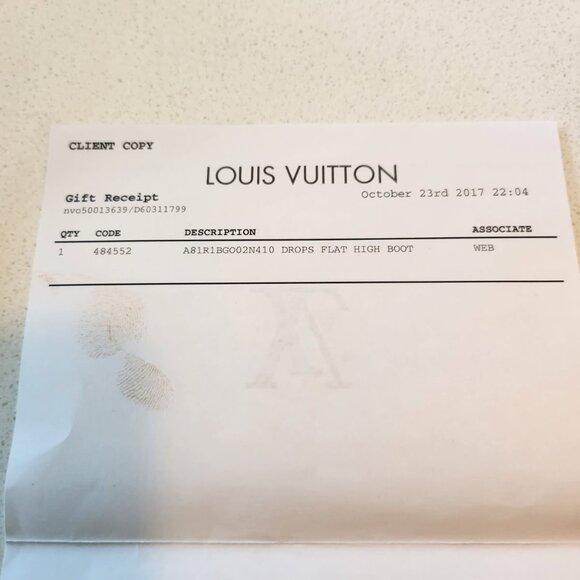 CLIENT COPY
LOUIS VUITTON
Gift Receipt October 23rd 2017 22:04
nvo50013639/D60311799
QTY CODE DESCRIPTION ASSOCIATE
1 484552 A81R1BGO02N410 DROPS FLAT HIGH BOOT WEB